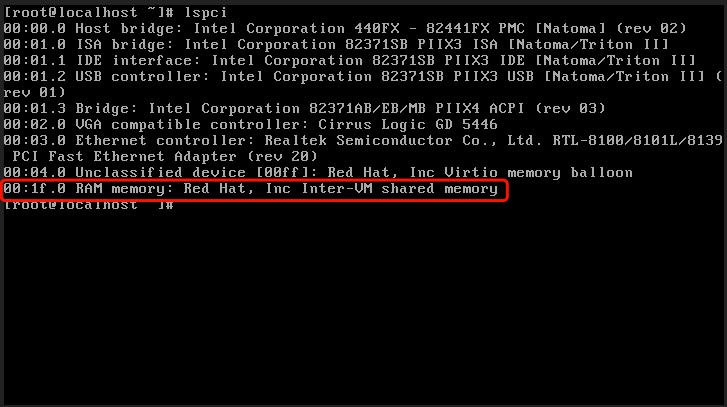 [root@localhost ~]# lspci
00:00.0 Host bridge: Intel Corporation 440FX - 82441FX PMC [Natoma] (rev 02)
00:01.0 ISA bridge: Intel Corporation 82371SB PIIX3 ISA [Natoma/Triton II]
00:01.1 IDE interface: Intel Corporation 82371SB PIIX3 IDE [Natoma/Triton II]
00:01.2 USB controller: Intel Corporation 82371SB PIIX3 USB [Natoma/Triton II] (
rev 01)
00:01.3 Bridge: Intel Corporation 82371AB/EB/MB PIIX4 ACPI (rev 03)
00:02.0 VGA compatible controller: Cirrus Logic GD 5446
00:03.0 Ethernet controller: Realtek Semiconductor Co., Ltd. RTL-8100/8101L/8139
 PCI Fast Ethernet Adapter (rev 20)
00:04.0 Unclassified device [00ff]: Red Hat, Inc Virtio memory balloon
00:1f.0 RAM memory: Red Hat, Inc Inter-VM shared memory
[root@localhost ~]#